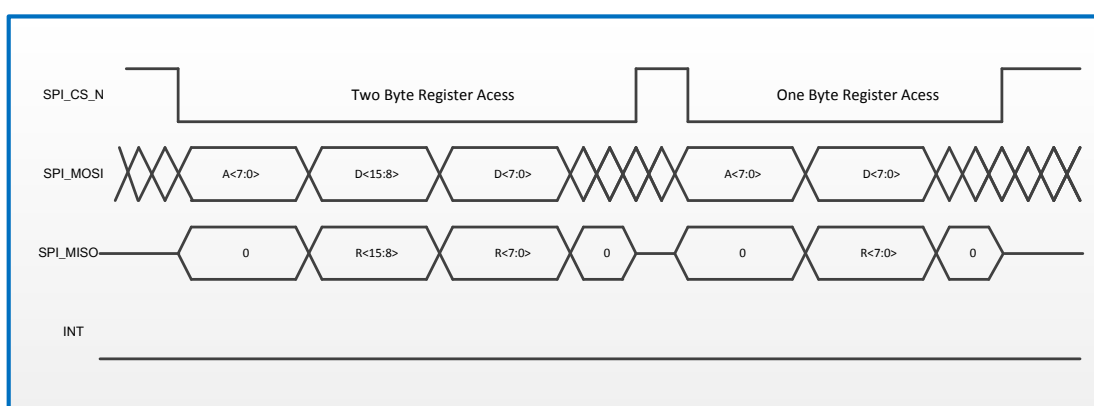 SPI_CS_N Two Byte Register Acess One Byte Register Acess
SPI_MOSI A<7:0> D<15:8> D<7:0> A<7:0> D<7:0>
SPI_MISO 0 R<15:8> R<7:0> 0 0 R<7:0> 0
INT